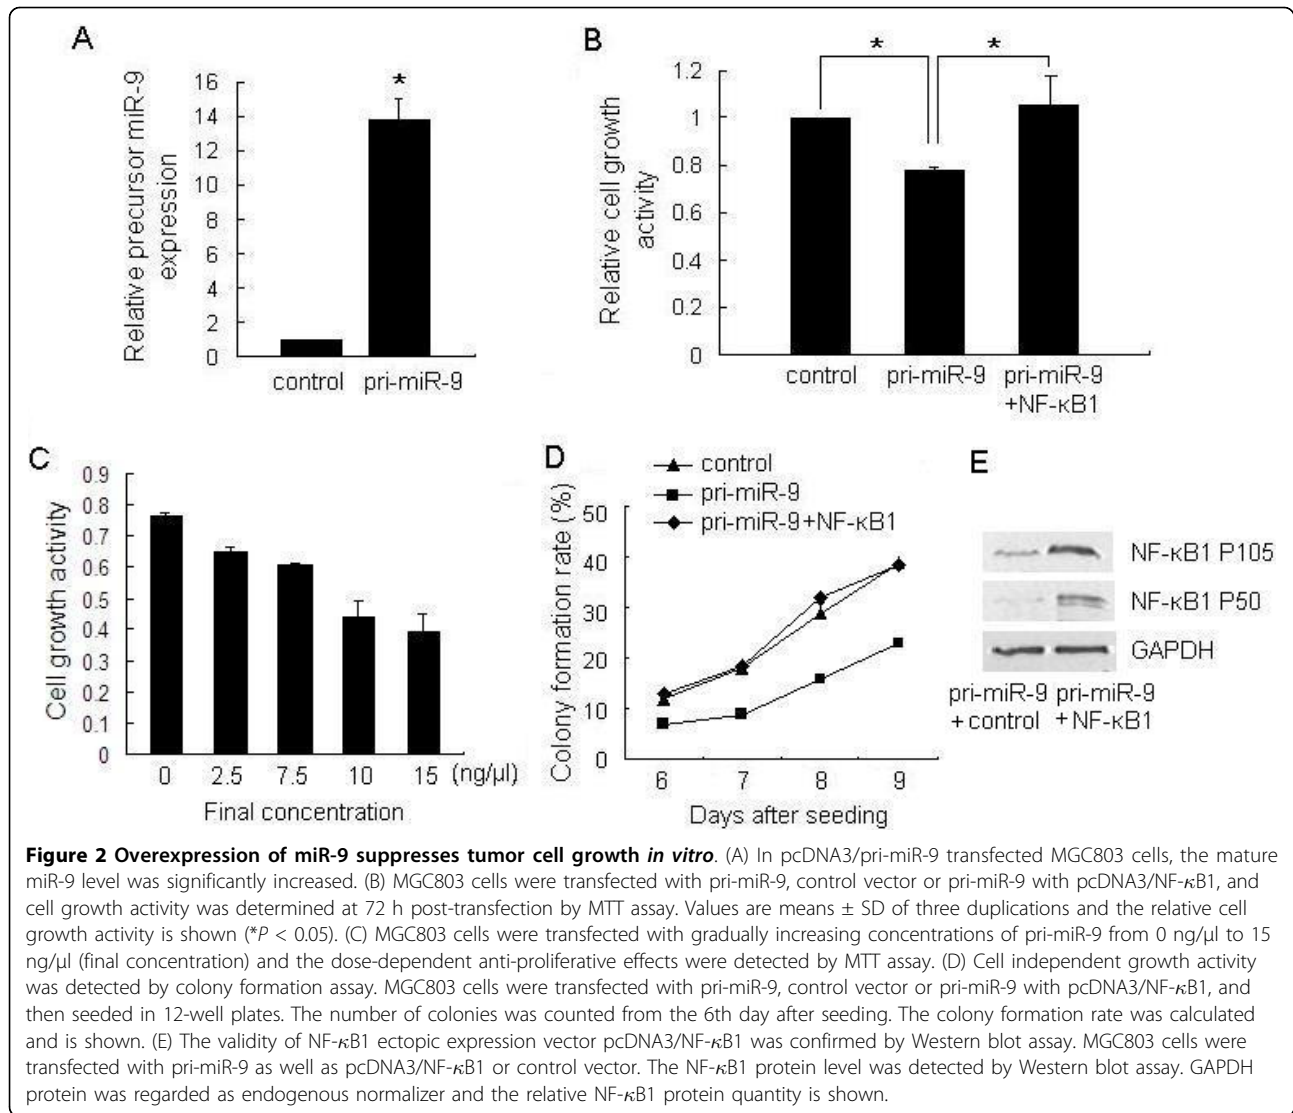 A
Relative precursor miR-9
expression
16
14
12
10
8
6
4
2
0
*
control pri-miR-9
B
Relative cell growth
activity
1.2
1
0.8
0.6
0.4
0.2
0
* *
control pri-miR-9 pri-miR-9
+NF-κB1
C
Cell growth activity
0.9
0.8
0.7
0.6
0.5
0.4
0.3
0.2
0.1
0
0 2.5 7.5 10 15 (ng/µl)
Final concentration
D
control
pri-miR-9
pri-miR-9+NF-κB1
Colony formation rate (%)
50
40
30
20
10
0
6 7 8 9
Days after seeding
E
NF-κB1 P105
NF-κB1 P50
GAPDH
pri-miR-9 pri-miR-9
+ control + NF-κB1
Figure 2 Overexpression of miR-9 suppresses tumor cell growth in vitro. (A) In pcDNA3/pri-miR-9 transfected MGC803 cells, the mature
miR-9 level was significantly increased. (B) MGC803 cells were transfected with pri-miR-9, control vector or pri-miR-9 with pcDNA3/NF-κB1, and
cell growth activity was determined at 72 h post-transfection by MTT assay. Values are means ± SD of three duplications and the relative cell
growth activity is shown (*P < 0.05). (C) MGC803 cells were transfected with gradually increasing concentrations of pri-miR-9 from 0 ng/µl to 15
ng/µl (final concentration) and the dose-dependent anti-proliferative effects were detected by MTT assay. (D) Cell independent growth activity
was detected by colony formation assay. MGC803 cells were transfected with pri-miR-9, control vector or pri-miR-9 with pcDNA3/NF-κB1, and
then seeded in 12-well plates. The number of colonies was counted from the 6th day after seeding. The colony formation rate was calculated
and is shown. (E) The validity of NF-κB1 ectopic expression vector pcDNA3/NF-κB1 was confirmed by Western blot assay. MGC803 cells were
transfected with pri-miR-9 as well as pcDNA3/NF-κB1 or control vector. The NF-κB1 protein level was detected by Western blot assay. GAPDH
protein was regarded as endogenous normalizer and the relative NF-κB1 protein quantity is shown.